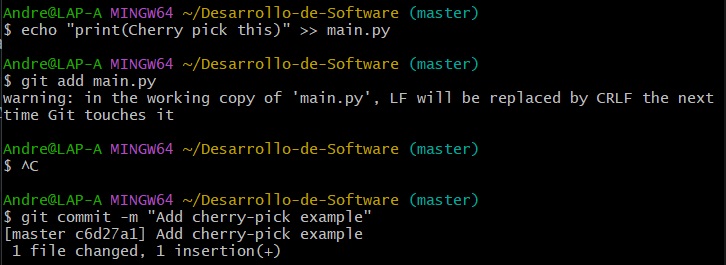 Andre@LAP-A MINGW64 ~/Desarrollo-de-Software (master)
$ echo "print(Cherry pick this)" >> main.py
Andre@LAP-A MINGW64 ~/Desarrollo-de-Software (master)
$ git add main.py
warning: in the working copy of 'main.py', LF will be replaced by CRLF the next
time Git touches it
Andre@LAP-A MINGW64 ~/Desarrollo-de-Software (master)
$ ^C
Andre@LAP-A MINGW64 ~/Desarrollo-de-Software (master)
$ git commit -m "Add cherry-pick example"
[master c6d27a1] Add cherry-pick example
 1 file changed, 1 insertion(+)